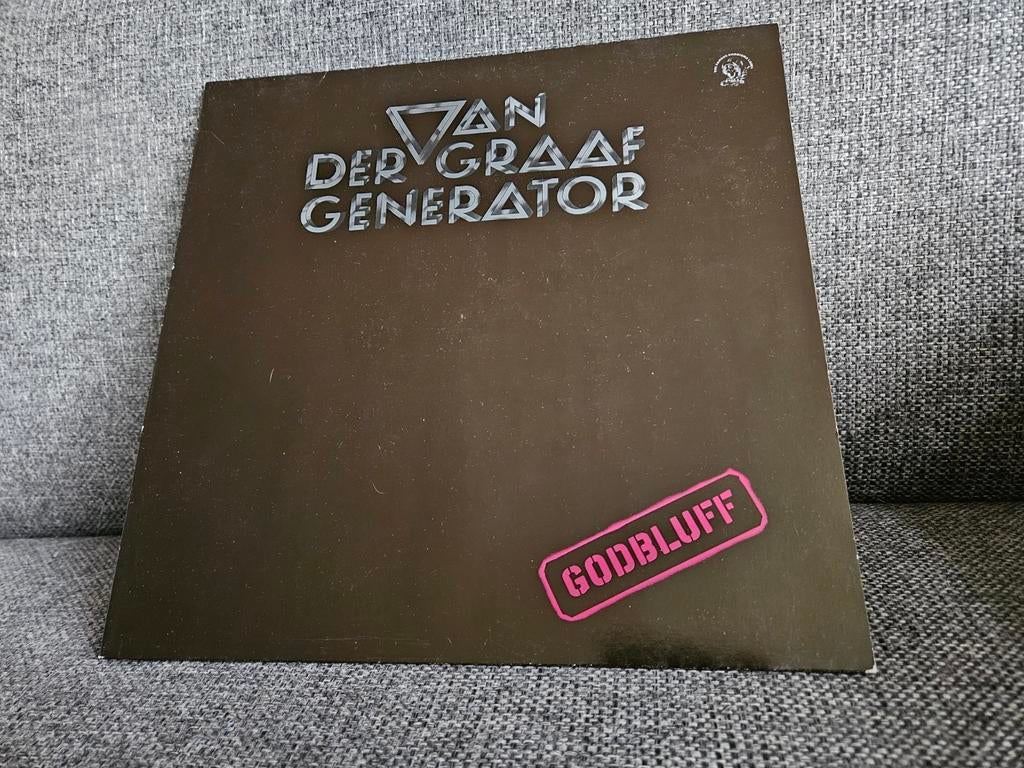 VAN
DER GRAAF
GENERATOR
GODBLUFF